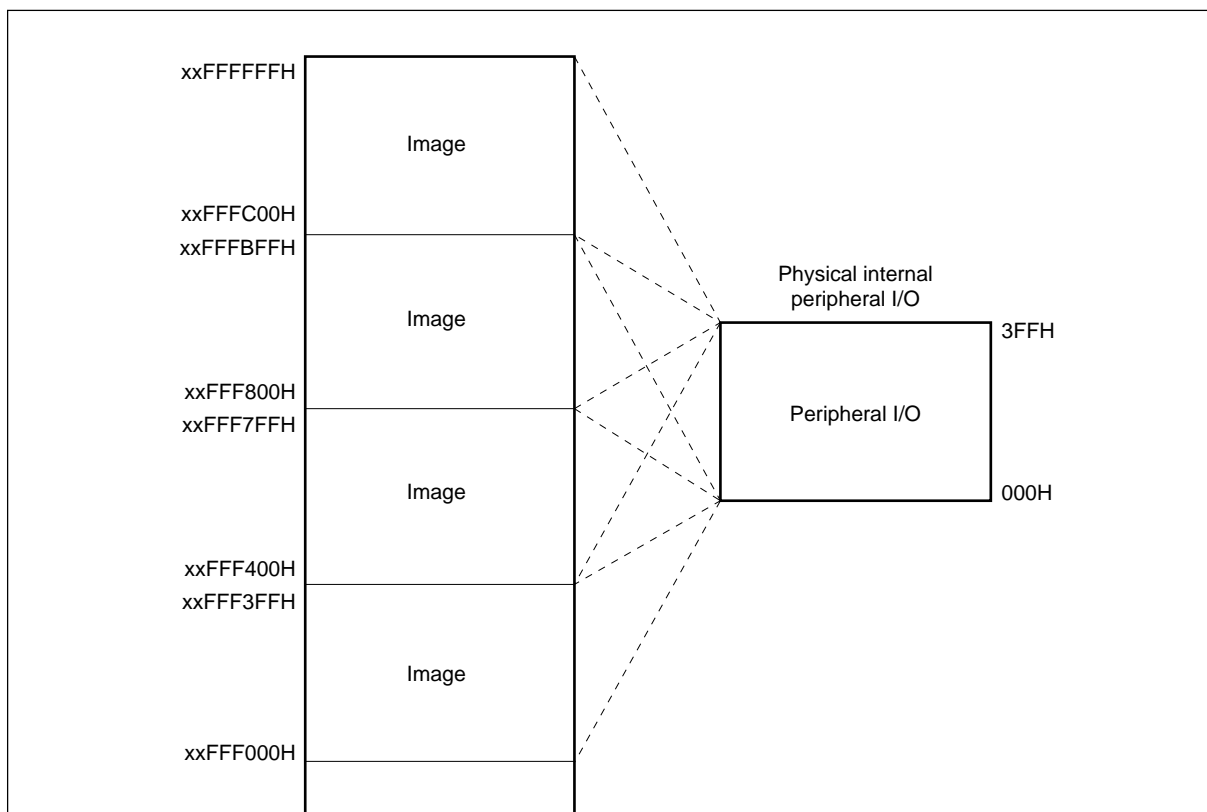 xxFFFFFFH
Image
xxFFFC00H
xxFFFBFFH
Image
xxFFF800H
xxFFF7FFH
Image
xxFFF400H
xxFFF3FFH
Image
xxFFF000H
Physical internal
peripheral I/O
3FFH
Peripheral I/O
000H